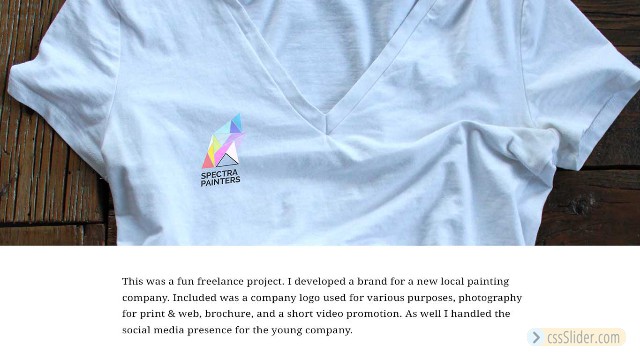 SPECTRA
PAINTERS
This was a fun freelance project. I developed a brand for a new local painting
company. Included was a company logo used for various purposes, photography
for print & web, brochure, and a short video promotion. As well I handled the
social media presence for the young company.
cssSlider.com